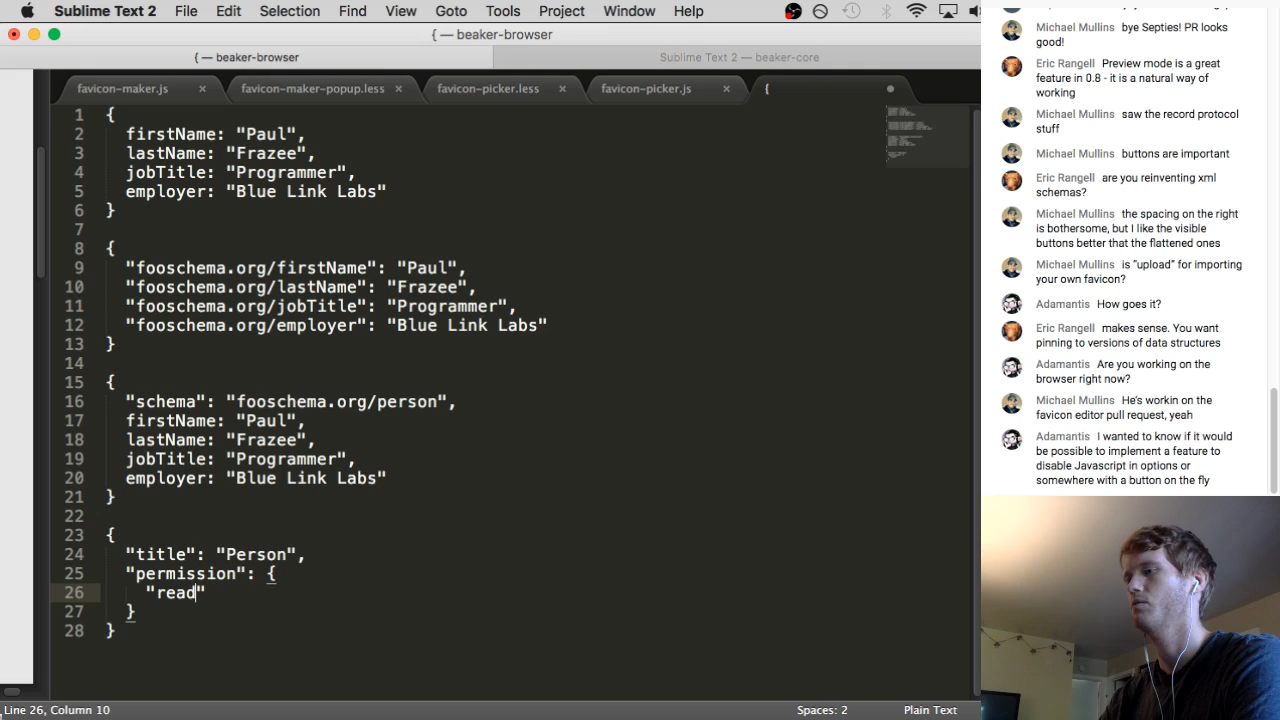 Sublime Text 2 File Edit Selection Find View Goto Tools Project Window Help
{ — beaker-browser
{ — beaker-browser
Sublime Text 2 — beaker-core
favicon-maker.js
favicon-maker-popup.less
favicon-picker.less
favicon-picker.js
{
1 {
2 firstName: "Paul",
3 lastName: "Frazee",
4 jobTitle: "Programmer",
5 employer: "Blue Link Labs"
6 }
7
8 {
9 "fooschema.org/firstName": "Paul",
10 "fooschema.org/lastName": "Frazee",
11 "fooschema.org/jobTitle": "Programmer",
12 "fooschema.org/employer": "Blue Link Labs"
13 }
14
15 {
16 "schema": "fooschema.org/person",
17 firstName: "Paul",
18 lastName: "Frazee",
19 jobTitle: "Programmer",
20 employer: "Blue Link Labs"
21 }
22
23 {
24 "title": "Person",
25 "permission": {
26 "read"
27 }
28 }
Line 26, Column 10
Spaces: 2
Plain Text
Michael Mullins bye Septies! PR looks
good!
Eric Rangell Preview mode is a great
feature in 0.8 - it is a natural way of
working
Michael Mullins saw the record protocol
stuff
Michael Mullins buttons are important
Eric Rangell are you reinventing xml
schemas?
Michael Mullins the spacing on the right
is bothersome, but I like the visible
buttons better that the flattened ones
Michael Mullins is "upload" for importing
your own favicon?
Adamantis How goes it?
Eric Rangell makes sense. You want
pinning to versions of data structures
Adamantis Are you working on the
browser right now?
Michael Mullins He's workin on the
favicon editor pull request, yeah
Adamantis I wanted to know if it would
be possible to implement a feature to
disable Javascript in options or
somewhere with a button on the fly